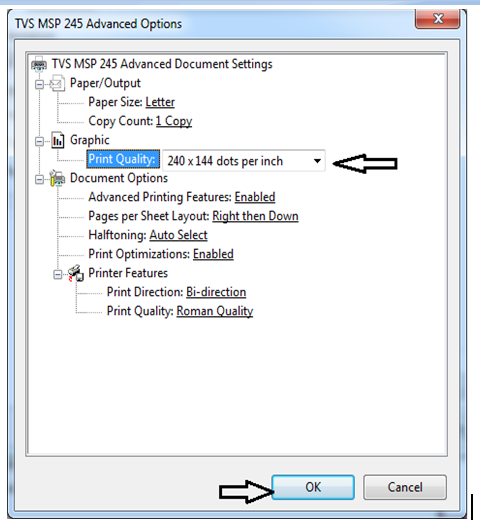 TVS MSP 245 Advanced Options
TVS MSP 245 Advanced Document Settings
Paper/Output
Paper Size: Letter
Copy Count: 1 Copy
Graphic
Print Quality: 240 x 144 dots per inch
Document Options
Advanced Printing Features: Enabled
Pages per Sheet Layout: Right then Down
Halftoning: Auto Select
Print Optimizations: Enabled
Printer Features
Print Direction: Bi-direction
Print Quality: Roman Quality
OK Cancel